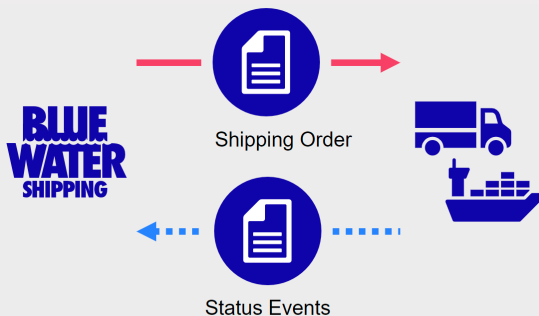 BLUE
WATER
SHIPPING
Shipping Order
Status Events